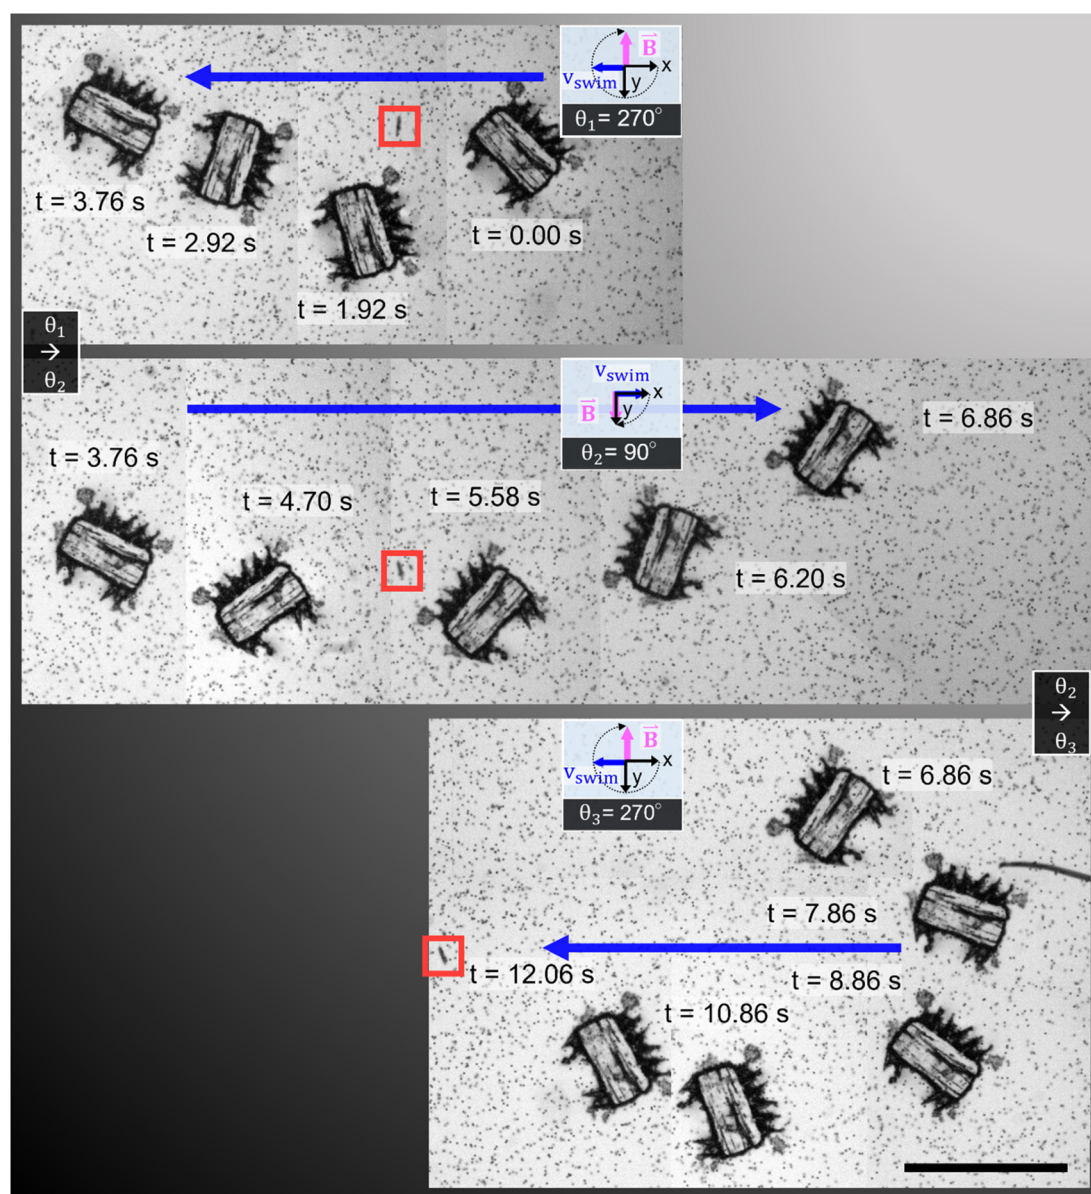 B⃗
v_swim x
y
θ₁= 270°
t = 3.76 s
t = 2.92 s
t = 0.00 s
t = 1.92 s
θ₁
→
θ₂
v_swim
x
B⃗ y
θ₂= 90°
t = 6.86 s
t = 3.76 s
t = 4.70 s
t = 5.58 s
t = 6.20 s
θ₂
→
θ₃
B⃗
v_swim x
y
θ₃= 270°
t = 6.86 s
t = 7.86 s
t = 12.06 s
t = 8.86 s
t = 10.86 s